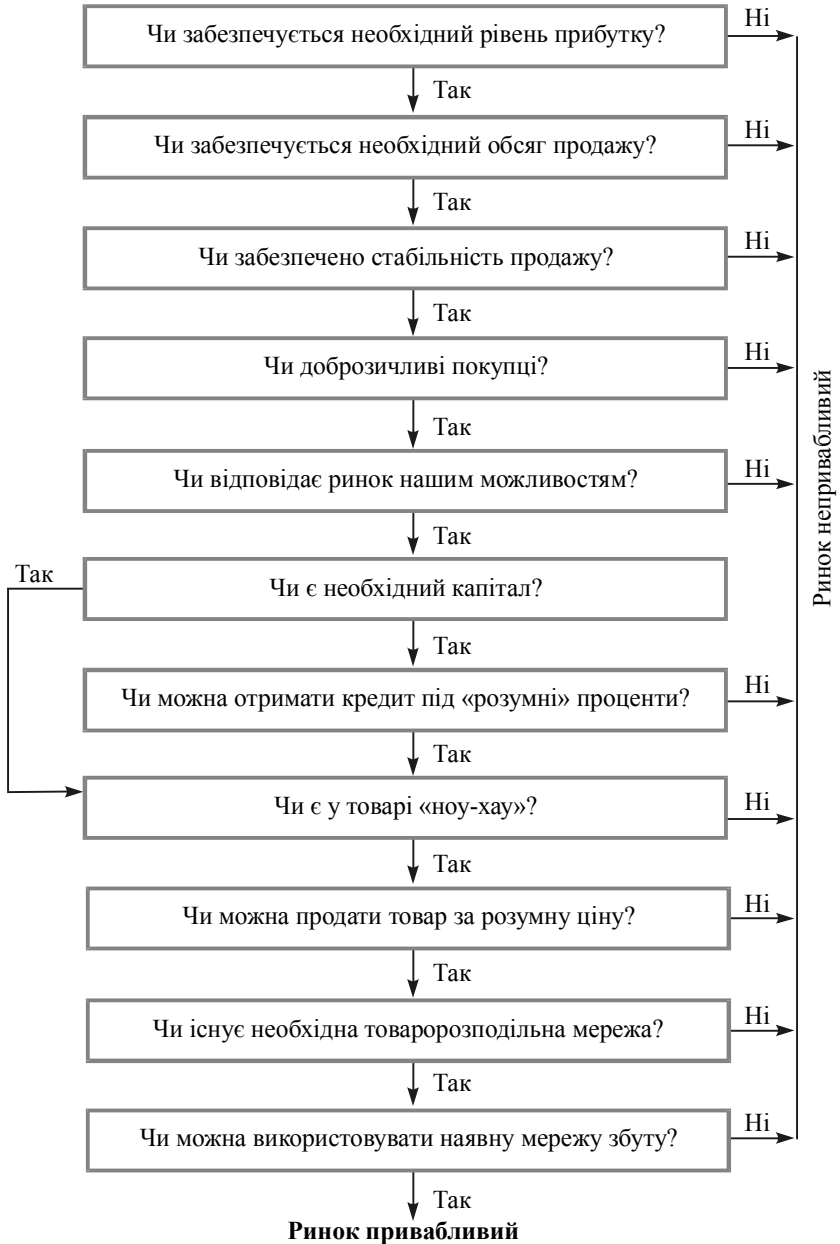 Чи забезпечується необхідний рівень прибутку?
Ні
Так
Чи забезпечується необхідний обсяг продажу?
Ні
Так
Чи забезпечено стабільність продажу?
Ні
Так
Чи доброзичливі покупці?
Ні
Так
Чи відповідає ринок нашим можливостям?
Ні
Так
Так
Чи є необхідний капітал?
Так
Чи можна отримати кредит під «розумні» проценти?
Ні
Так
Чи є у товарі «ноу-хау»?
Ні
Так
Чи можна продати товар за розумну ціну?
Ні
Так
Чи існує необхідна товаророзподільна мережа?
Ні
Так
Чи можна використовувати наявну мережу збуту?
Ні
Так
Ринок привабливий
Ринок непривабливий